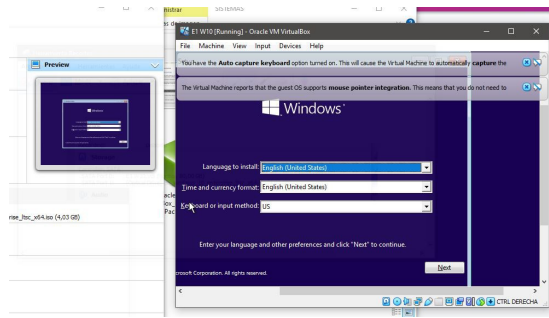 nistrar
SISTEMAS
E1 W10 [Running] - Oracle VM VirtualBox
File Machine View Input Devices Help
You have the Auto capture keyboard option turned on. This will cause the Virtual Machine to automatically capture the
The Virtual Machine reports that the guest OS supports mouse pointer integration. This means that you do not need to
Preview
Windows
Language to install: English (United States)
Time and currency format: English (United States)
Keyboard or input method: US
Enter your language and other preferences and click "Next" to continue.
Next
rosoft Corporation. All rights reserved.
CTRL DERECHA
acle
Box_
Pac
rise_ltsc_x64.iso (4,03 GB)